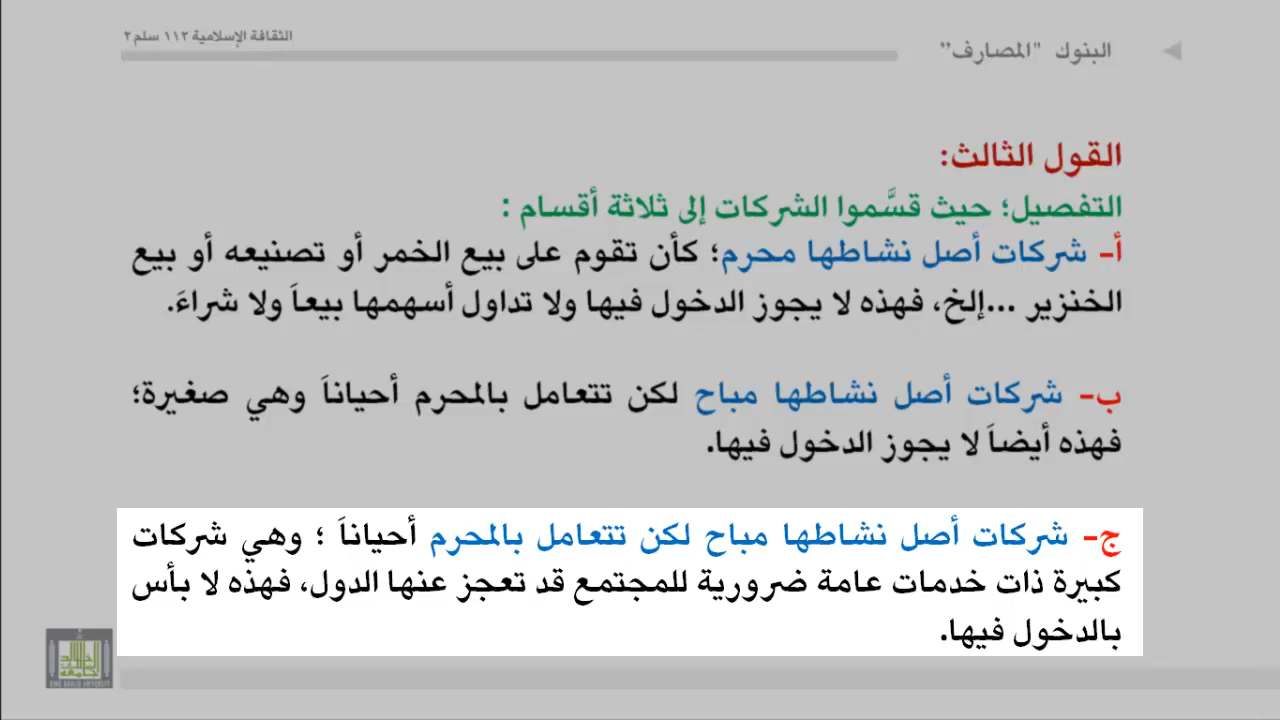 الثقافة الإسلامية ١١٢ سلم٢
البنوك "المصارف"
القول الثالث:
التفصيل؛ حيث قسَّموا الشركات إلى ثلاثة أقسام :
أ- شركات أصل نشاطها محرم؛ كأن تقوم على بيع الخمر أو تصنيعه أو بيع
الخنزير ...إلخ، فهذه لا يجوز الدخول فيها ولا تداول أسهمها بيعاَ ولا شراءَ.
ب- شركات أصل نشاطها مباح لكن تتعامل بالمحرم أحياناَ وهي صغيرة؛
فهذه أيضاَ لا يجوز الدخول فيها.
ج- شركات أصل نشاطها مباح لكن تتعامل بالمحرم أحياناَ ؛ وهي شركات
كبيرة ذات خدمات عامة ضرورية للمجتمع قد تعجز عنها الدول، فهذه لا بأس
بالدخول فيها.